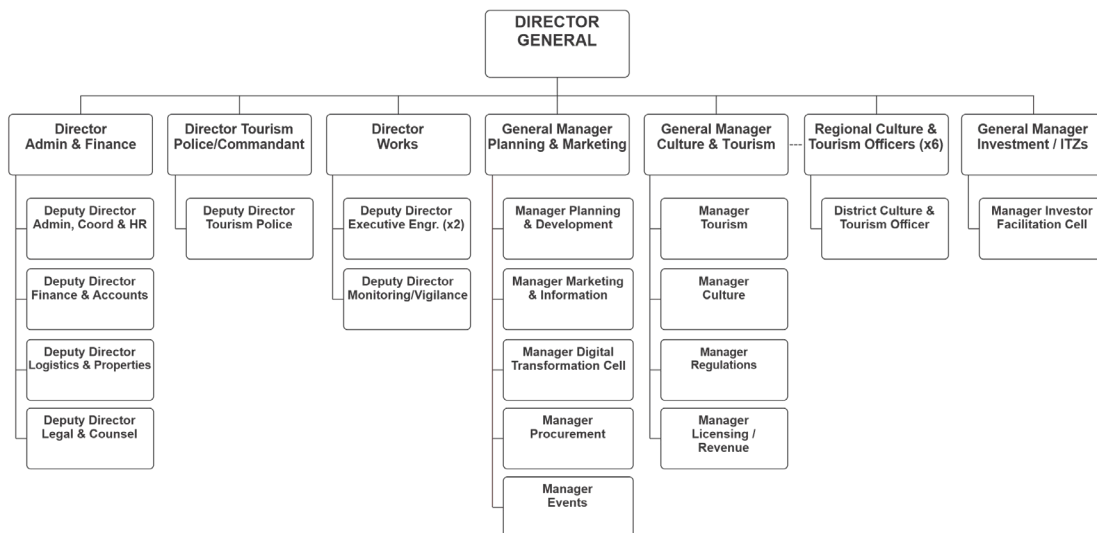 DIRECTOR
GENERAL
Director
Admin & Finance
Director Tourism
Police/Commandant
Director
Works
General Manager
Planning & Marketing
General Manager
Culture & Tourism
Regional Culture &
Tourism Officers (x6)
General Manager
Investment / ITZs
Deputy Director
Admin, Coord & HR
Deputy Director
Finance & Accounts
Deputy Director
Logistics & Properties
Deputy Director
Legal & Counsel
Deputy Director
Tourism Police
Deputy Director
Executive Engr. (x2)
Deputy Director
Monitoring/Vigilance
Manager Planning
& Development
Manager Marketing
& Information
Manager Digital
Transformation Cell
Manager
Procurement
Manager
Events
Manager
Tourism
Manager
Culture
Manager
Regulations
Manager
Licensing /
Revenue
District Culture &
Tourism Officer
Manager Investor
Facilitation Cell